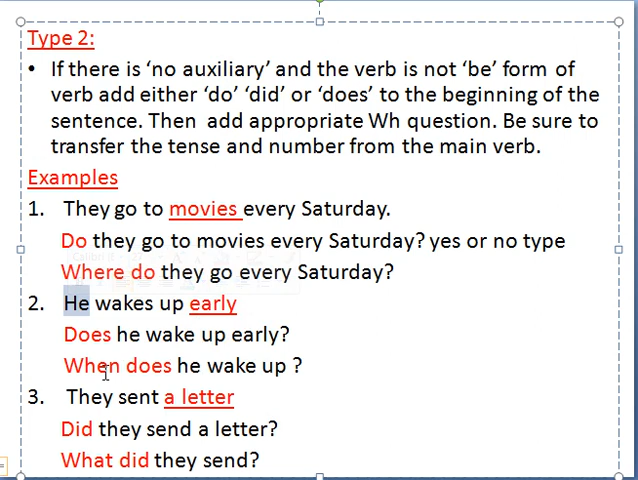 Type 2:
• If there is ‘no auxiliary’ and the verb is not ‘be’ form of
verb add either ‘do’ ‘did’ or ‘does’ to the beginning of the
sentence. Then add appropriate Wh question. Be sure to
transfer the tense and number from the main verb.
Examples
1. They go to movies every Saturday.
Do they go to movies every Saturday? yes or no type
Where do they go every Saturday?
2. He wakes up early
Does he wake up early?
When does he wake up ?
3. They sent a letter
Did they send a letter?
What did they send?